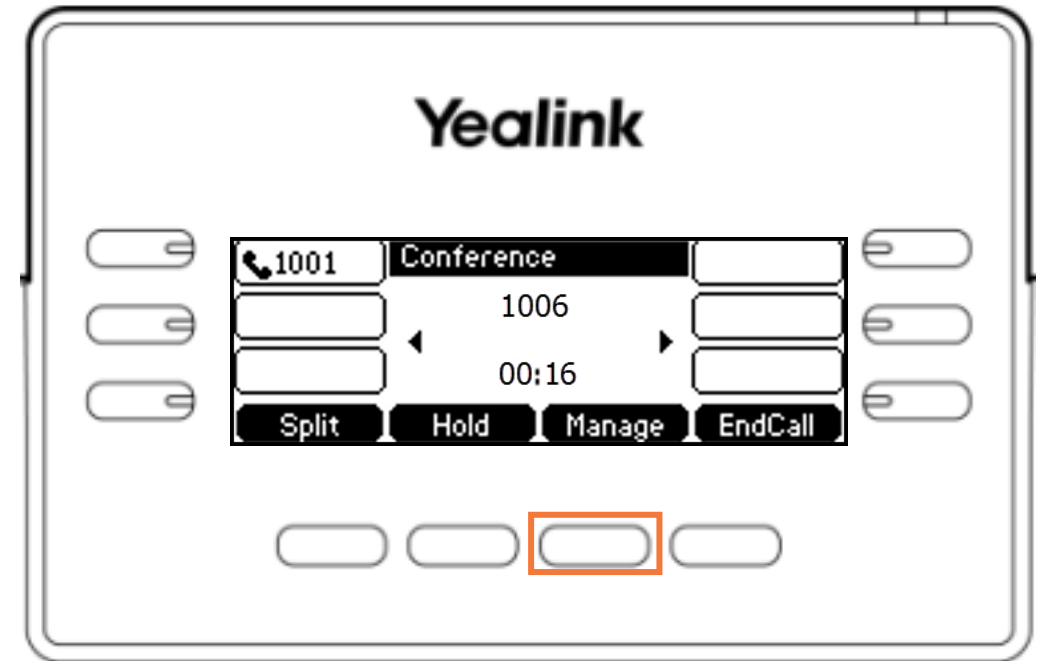 Yealink
1001
Conference
1006
00:16
Split Hold Manage EndCall